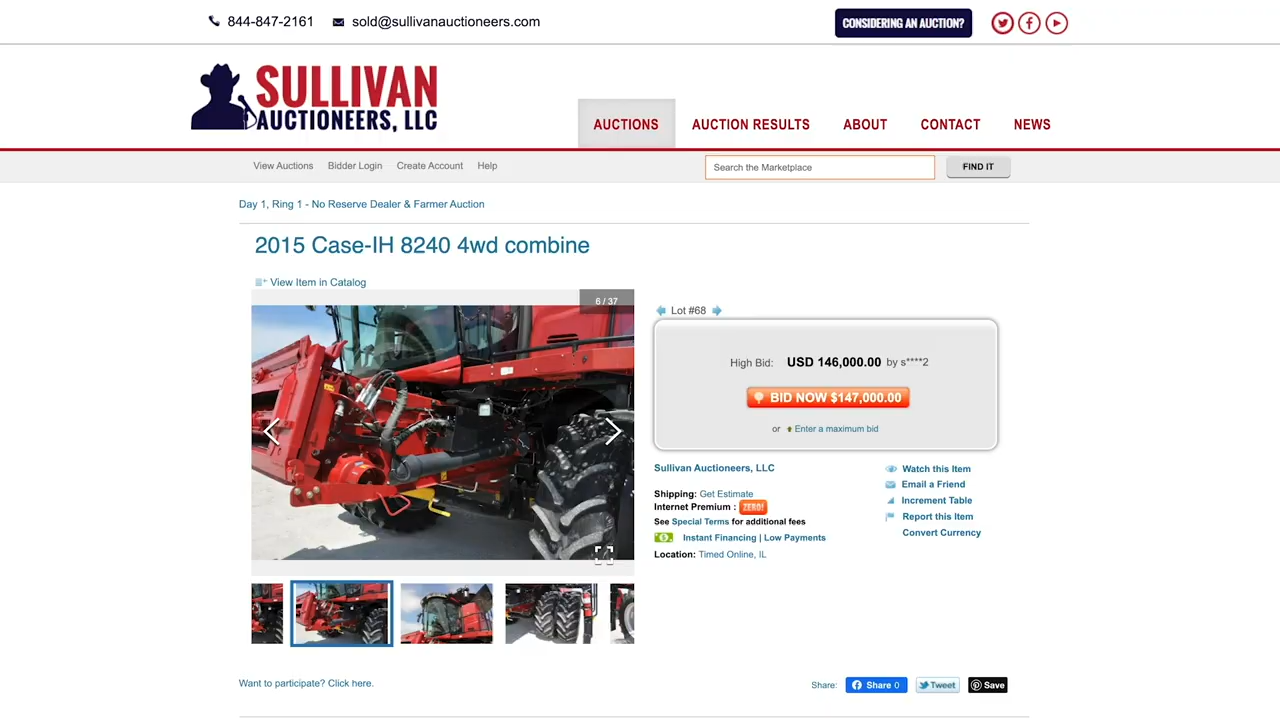 844-847-2161 sold@sullivanauctioneers.com CONSIDERING AN AUCTION?
SULLIVAN
AUCTIONEERS, LLC
AUCTIONS AUCTION RESULTS ABOUT CONTACT NEWS
View Auctions Bidder Login Create Account Help Search the Marketplace FIND IT
Day 1, Ring 1 - No Reserve Dealer & Farmer Auction
2015 Case-IH 8240 4wd combine
View Item in Catalog
6 / 37
Lot #68
High Bid: USD 146,000.00 by s****2
BID NOW $147,000.00
or Enter a maximum bid
Sullivan Auctioneers, LLC
Shipping: Get Estimate
Internet Premium : ZERO!
See Special Terms for additional fees
Instant Financing | Low Payments
Location: Timed Online, IL
Watch this Item
Email a Friend
Increment Table
Report this Item
Convert Currency
Want to participate? Click here.
Share: Share 0 Tweet Save